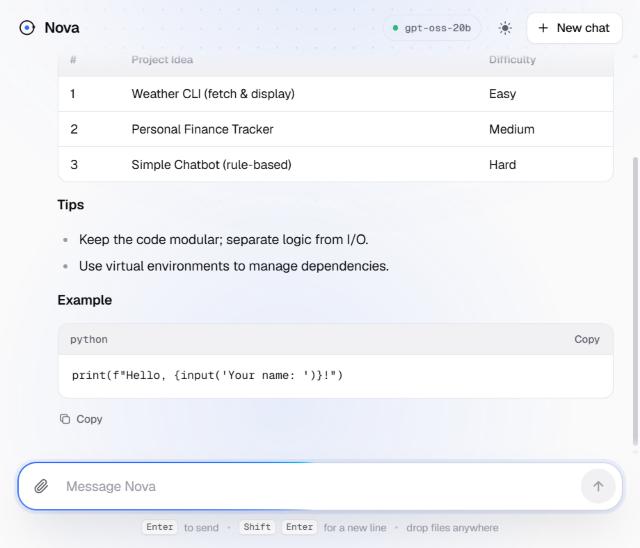 Nova
gpt-oss-20b
New chat
# Project Idea Difficulty
1 Weather CLI (fetch & display) Easy
2 Personal Finance Tracker Medium
3 Simple Chatbot (rule-based) Hard
Tips
• Keep the code modular; separate logic from I/O.
• Use virtual environments to manage dependencies.
Example
python Copy
print(f"Hello, {input('Your name: ')}!")
Copy
Message Nova
Enter to send • Shift Enter for a new line • drop files anywhere